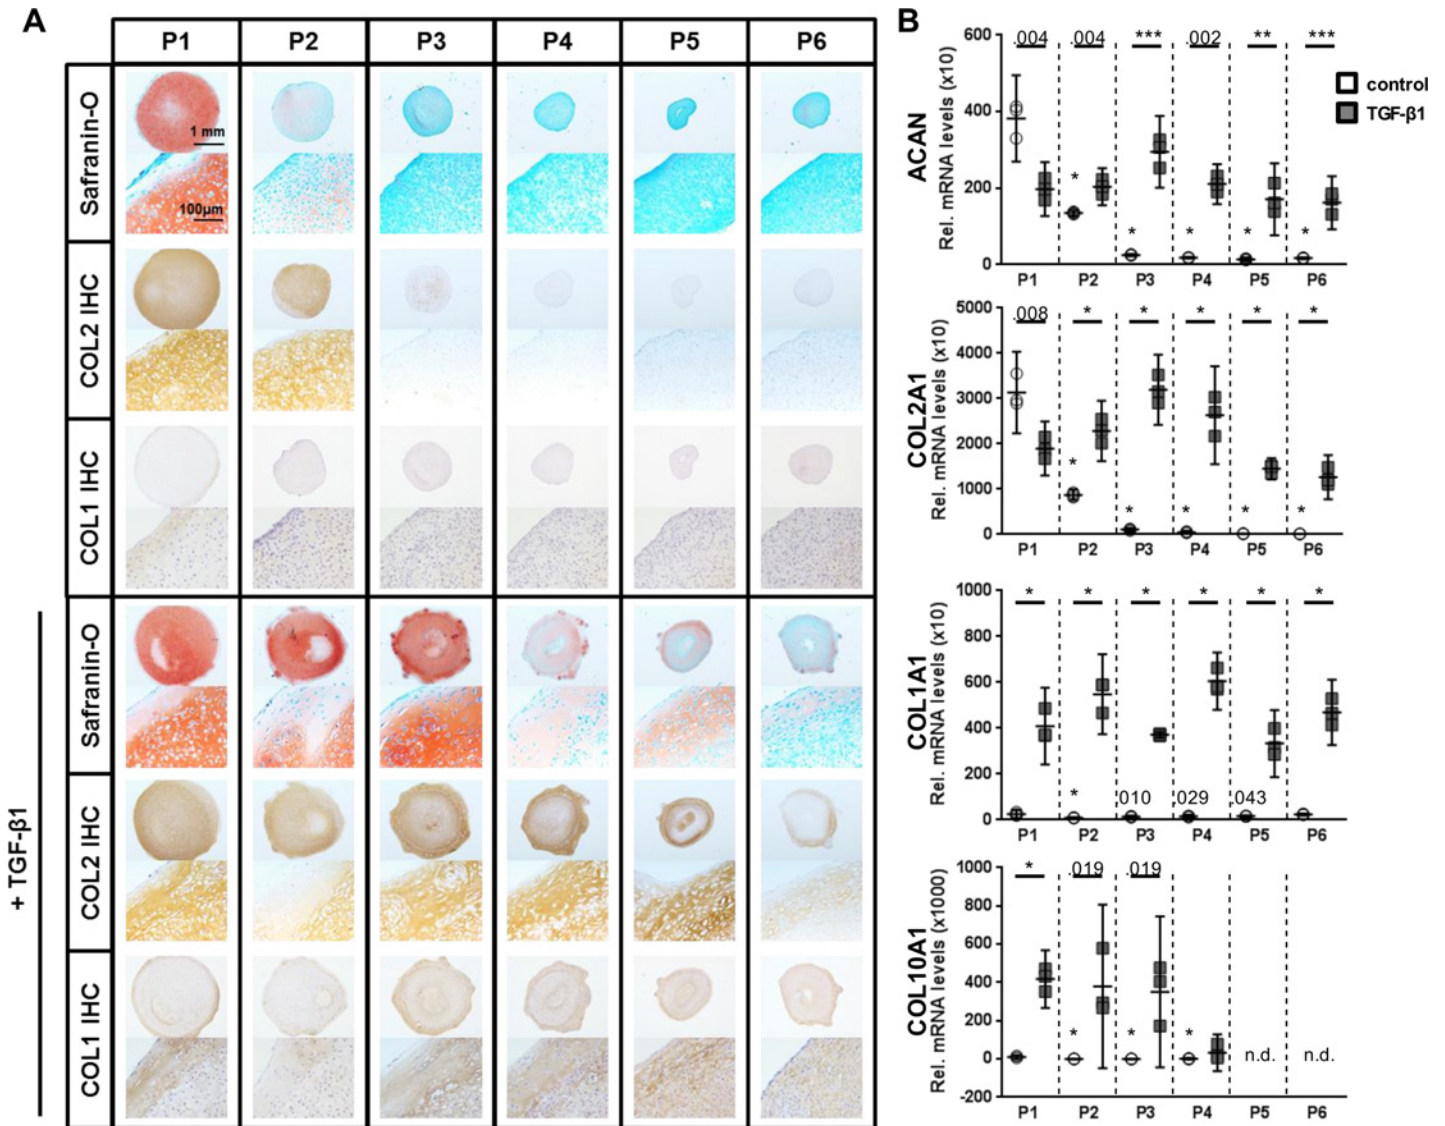 A
P1 P2 P3 P4 P5 P6
Safranin-O
1 mm
100µm
COL2 IHC
COL1 IHC
+ TGF-β1
Safranin-O
COL2 IHC
COL1 IHC
B
control
TGF-β1
ACAN
Rel. mRNA levels (x10)
600
400
200
0
.004 .004 *** .002 ** ***
* * * * *
P1 P2 P3 P4 P5 P6
COL2A1
Rel. mRNA levels (x10)
5000
4000
3000
2000
1000
0
.008 * * * * *
* * * * *
P1 P2 P3 P4 P5 P6
COL1A1
Rel. mRNA levels (x10)
1000
800
600
400
200
0
* * * * * *
* .010 .029 .043
P1 P2 P3 P4 P5 P6
COL10A1
Rel. mRNA levels (x1000)
1000
800
600
400
200
0
-200
* .019 .019
* * * n.d. n.d.
P1 P2 P3 P4 P5 P6